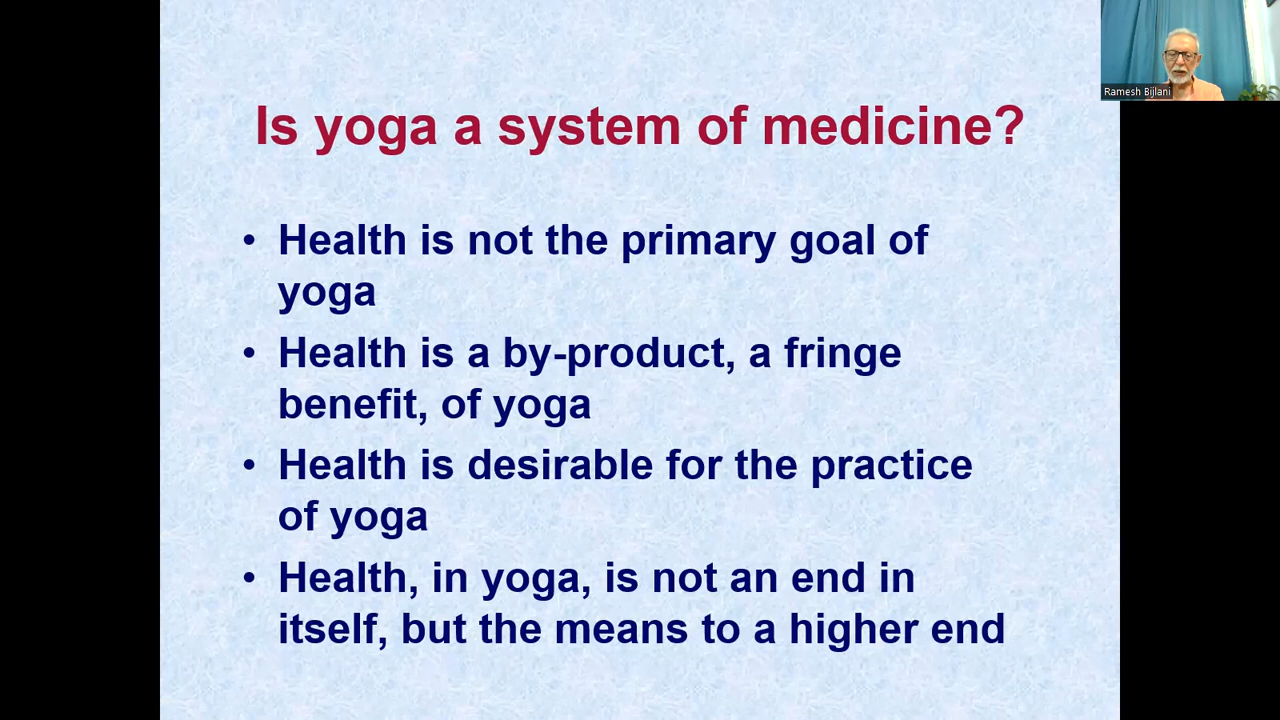 Is yoga a system of medicine?
• Health is not the primary goal of
yoga
• Health is a by-product, a fringe
benefit, of yoga
• Health is desirable for the practice
of yoga
• Health, in yoga, is not an end in
itself, but the means to a higher end
Ramesh Bijlani